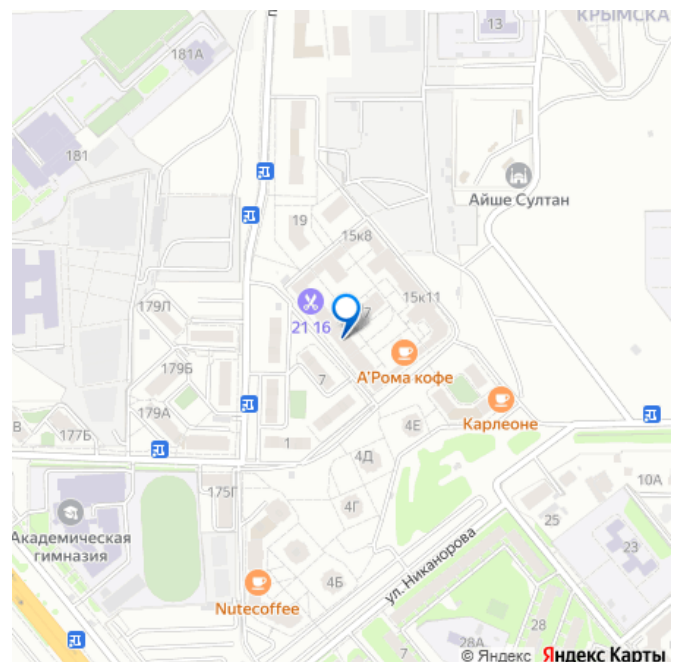 КРЫМСКА
13
181А
181
Айше Султан
19
15к8
179Л
15к11
7
21 16
179Б
7
А'Рома кофе
179А
Карлеоне
4Е
В
177Б
1
4Д
10А
175Г
4Г
25
Академическая
гимназия
23
ул. Никанорова
4Б
Nutecoffee
28
28А
7
© Яндекс Яндекс Карты